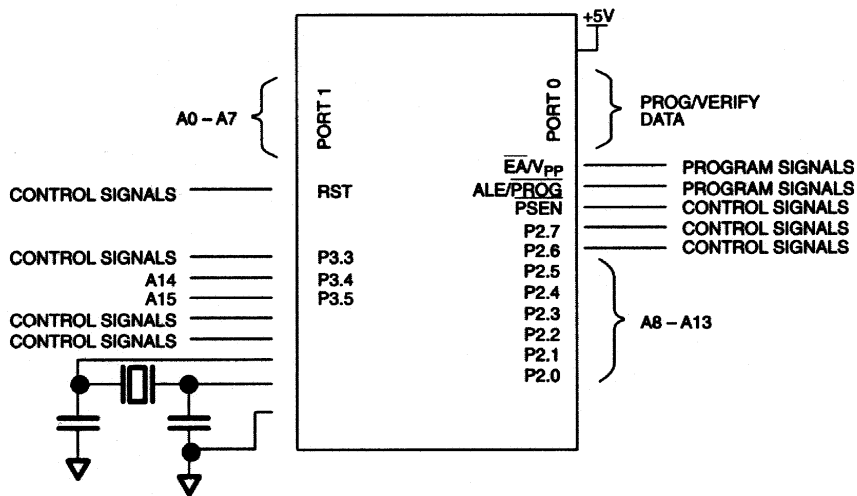 +5V
A0 – A7
PORT 1
PORT 0
PROG/VERIFY
DATA
EA/VPP
PROGRAM SIGNALS
CONTROL SIGNALS
RST
ALE/PROG
PROGRAM SIGNALS
PSEN
CONTROL SIGNALS
P2.7
CONTROL SIGNALS
P2.6
CONTROL SIGNALS
CONTROL SIGNALS
P3.3
A14
P3.4
A15
P3.5
CONTROL SIGNALS
CONTROL SIGNALS
P2.5
P2.4
P2.3
P2.2
P2.1
P2.0
A8 – A13